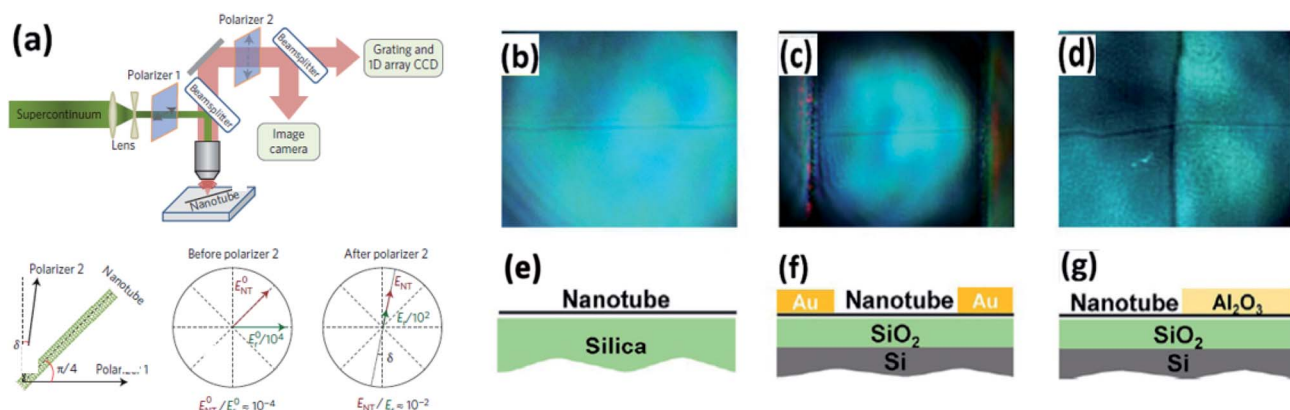 (a)
Polarizer 2
Beamsplitter
Grating and
1D array CCD
Polarizer 1
Beamsplitter
Supercontinuum
Lens
Image
camera
Nanotube
Polarizer 2
Nanotube
δ
π/4
Before polarizer 2
E⁰NT
E⁰r/10⁴
E⁰NT / E⁰r ≈ 10⁻⁴
After polarizer 2
ENT
Er/10²
δ
ENT / Er ≈ 10⁻²
(b)
(c)
(d)
(e)
Nanotube
Silica
(f)
Au Nanotube Au
SiO₂
Si
(g)
Nanotube Al₂O₃
SiO₂
Si